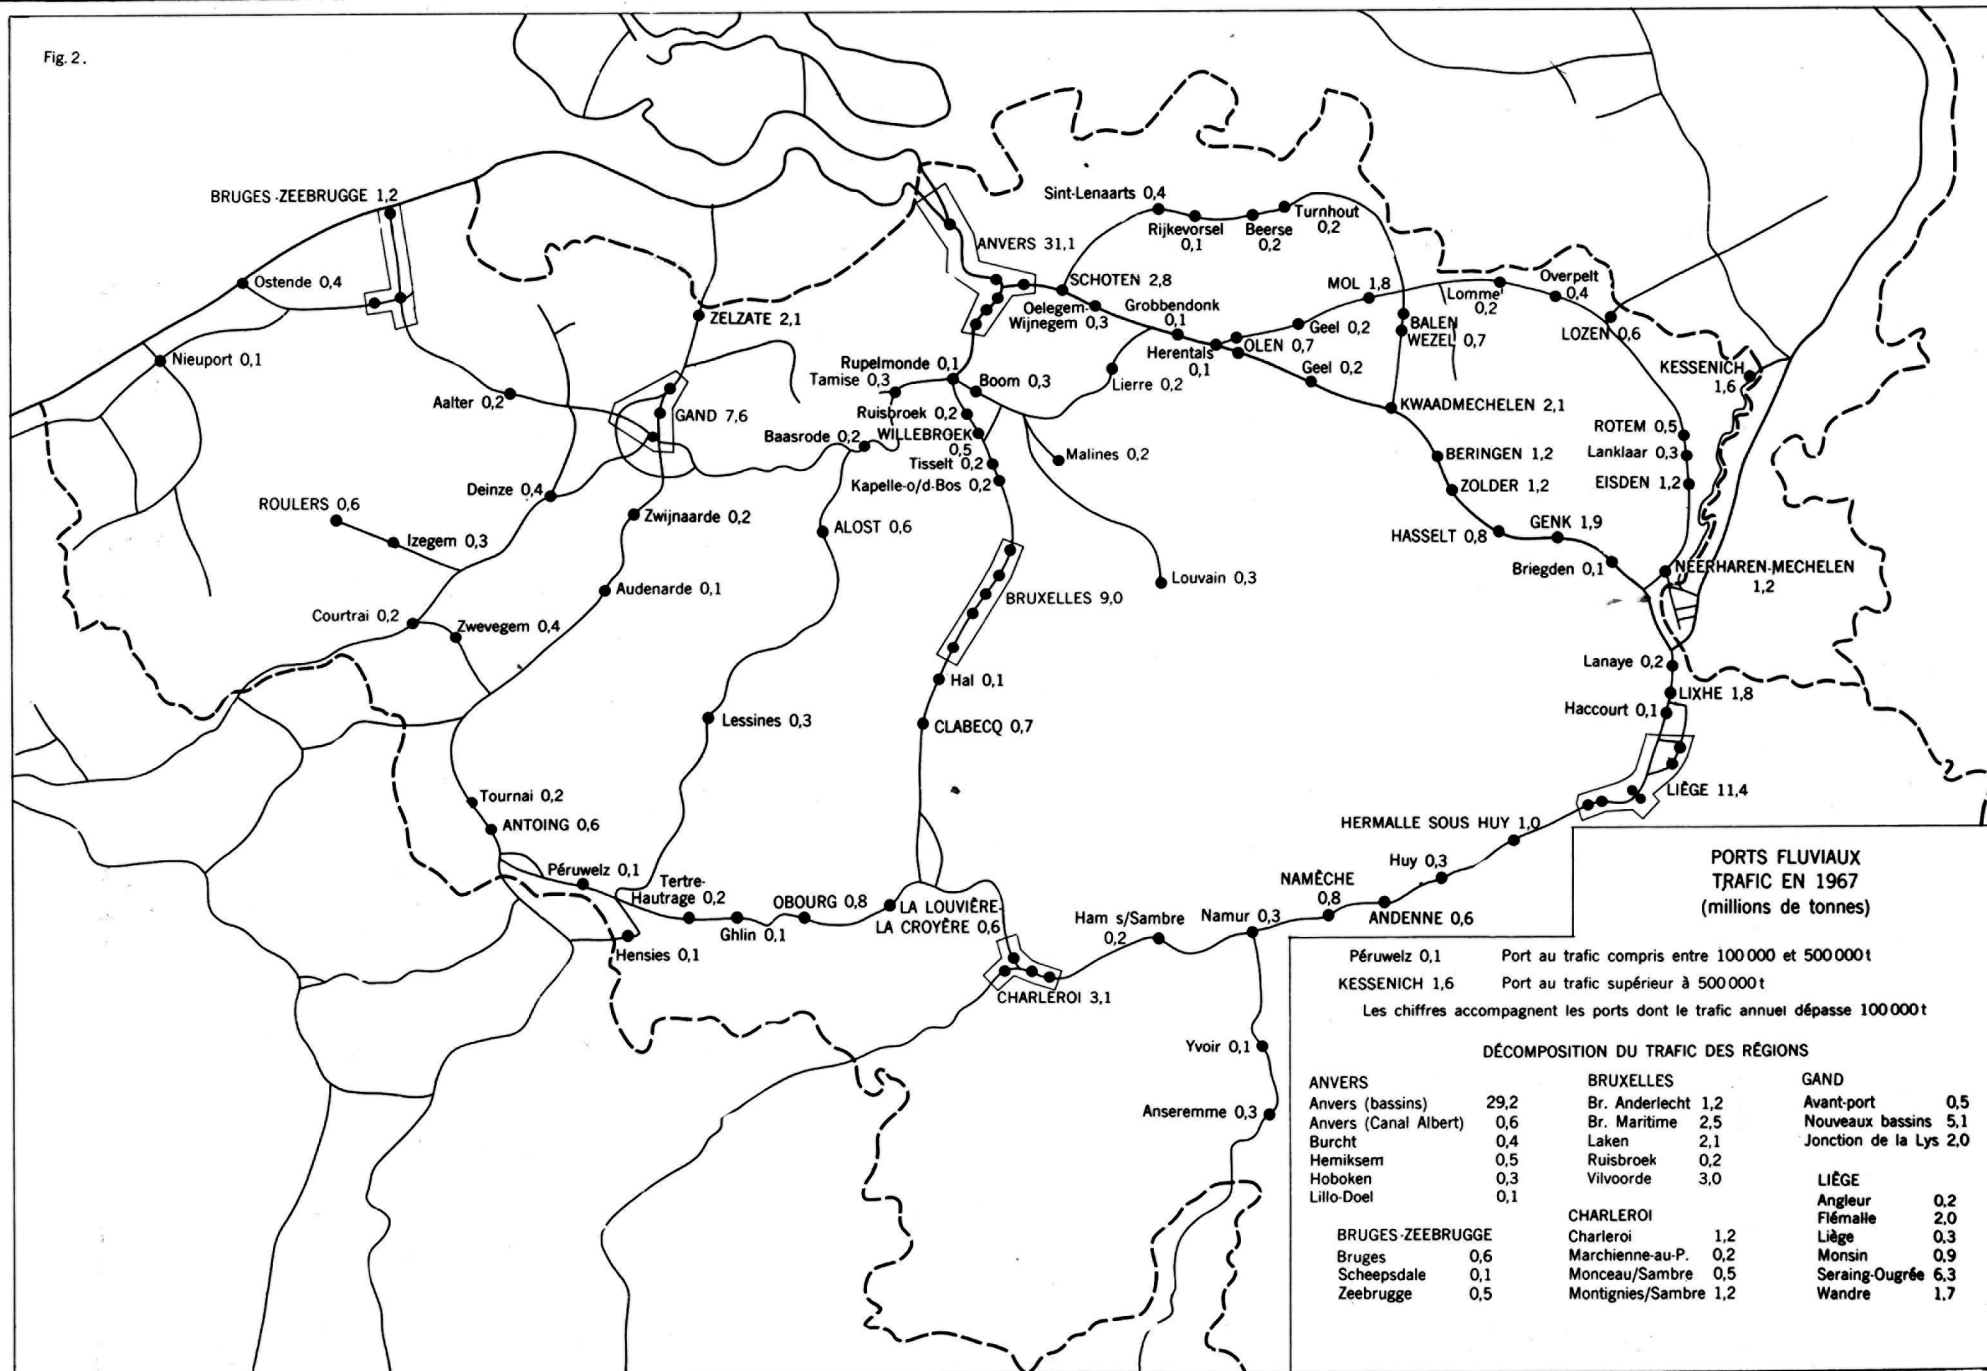 Fig. 2.
BRUGES-ZEEBRUGGE 1,2
Ostende 0,4
Nieuport 0,1
Aalter 0,2
ZELZATE 2,1
GAND 7,6
Deinze 0,4
ROULERS 0,6
Izegem 0,3
Zwijnaarde 0,2
Audenarde 0,1
Courtrai 0,2
Zwevegem 0,4
Sint-Lenaarts 0,4
Rijkevorsel
0,1
Beerse
0,2
Turnhout
0,2
ANVERS 31,1
SCHOTEN 2,8
Oelegem-
Wijnegem 0,3
Grobbendonk
0,1
Herentals
0,1
OLEN 0,7
Geel 0,2
Geel 0,2
MOL 1,8
BALEN
WEZEL 0,7
Lommel
0,2
Overpelt
0,4
LOZEN 0,6
KESSENICH
1,6
Rupelmonde 0,1
Tamise 0,3
Boom 0,3
Lierre 0,2
Ruisbroek 0,2
WILLEBROEK
0,5
Baasrode 0,2
Tisselt 0,2
Kapelle-o/d-Bos 0,2
Malines 0,2
ALOST 0,6
Louvain 0,3
BRUXELLES 9,0
Hal 0,1
CLABECQ 0,7
Lessines 0,3
KWAADMECHELEN 2,1
BERINGEN 1,2
ZOLDER 1,2
HASSELT 0,8
GENK 1,9
Briegden 0,1
ROTEM 0,5
Lanklaar 0,3
EISDEN 1,2
NEERHAREN-MECHELEN
1,2
Lanaye 0,2
LIXHE 1,8
Haccourt 0,1
LIÈGE 11,4
HERMALLE SOUS HUY 1,0
Huy 0,3
NAMÈCHE
0,8
ANDENNE 0,6
Namur 0,3
Ham s/Sambre
0,2
Tournai 0,2
ANTOING 0,6
Péruwelz 0,1
Tertre-
Hautrage 0,2
Ghlin 0,1
OBOURG 0,8
LA LOUVIÈRE-
LA CROYÈRE 0,6
Hensies 0,1
CHARLEROI 3,1
Yvoir 0,1
Anseremme 0,3
PORTS FLUVIAUX
TRAFIC EN 1967
(millions de tonnes)
Péruwelz 0,1 Port au trafic compris entre 100 000 et 500 000 t
KESSENICH 1,6 Port au trafic supérieur à 500 000 t
Les chiffres accompagnent les ports dont le trafic annuel dépasse 100 000 t
DÉCOMPOSITION DU TRAFIC DES RÉGIONS
ANVERS
Anvers (bassins) 29,2
Anvers (Canal Albert) 0,6
Burcht 0,4
Hemiksem 0,5
Hoboken 0,3
Lillo-Doel 0,1
BRUGES-ZEEBRUGGE
Bruges 0,6
Scheepsdale 0,1
Zeebrugge 0,5
BRUXELLES
Br. Anderlecht 1,2
Br. Maritime 2,5
Laken 2,1
Ruisbroek 0,2
Vilvoorde 3,0
CHARLEROI
Charleroi 1,2
Marchienne-au-P. 0,2
Monceau/Sambre 0,5
Montignies/Sambre 1,2
GAND
Avant-port 0,5
Nouveaux bassins 5,1
Jonction de la Lys 2,0
LIÈGE
Angleur 0,2
Flémalle 2,0
Liège 0,3
Monsin 0,9
Seraing-Ougrée 6,3
Wandre 1,7